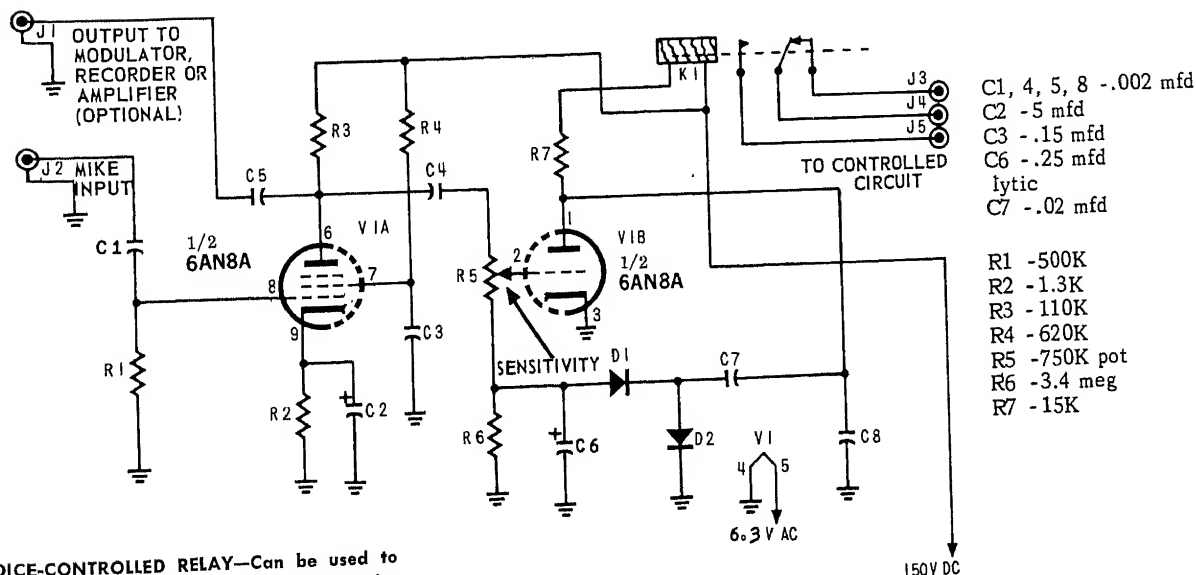 J1 OUTPUT TO
MODULATOR,
RECORDER OR
AMPLIFIER
(OPTIONAL)
J2 MIKE
INPUT
C1
R1
1/2
6AN8A
C5
R3
R4
C4
V1A
6
7
8
9
R2
C2
C3
R5
SENSITIVITY
R6
C6
R7
K1
1
2
3
V1B
1/2
6AN8A
D1
D2
C7
C8
V1
4 5
6.3 V AC
150V DC
J3
J4
J5
TO CONTROLLED
CIRCUIT
C1, 4, 5, 8 -.002 mfd
C2 -5 mfd
C3 -.15 mfd
C6 -.25 mfd
lytic
C7 -.02 mfd
R1 -500K
R2 -1.3K
R3 -110K
R4 -620K
R5 -750K pot
R6 -3.4 meg
R7 -15K
OICE-CONTROLLED RELAY—Can be used to